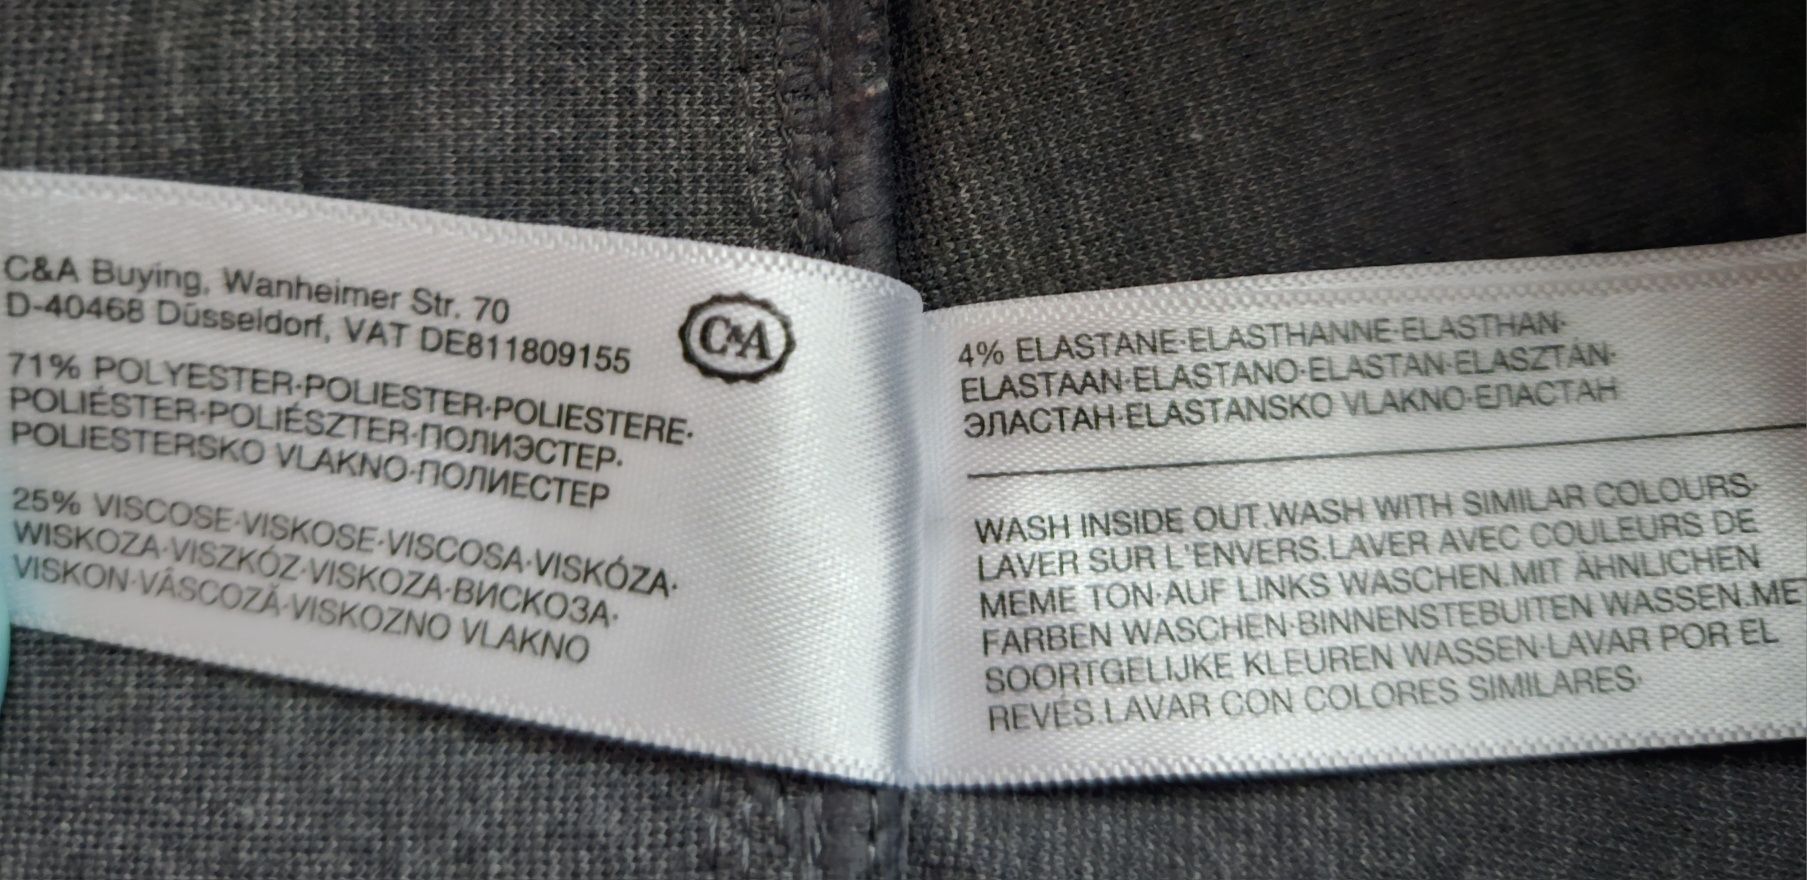 C&A Buying, Wanheimer Str. 70
D-40468 Düsseldorf, VAT DE811809155
C&A
71% POLYESTER·POLIESTER·POLIESTERE·
POLIÉSTER·POLIÉSZTER·ПОЛИЭСТЕР·
POLIESTERSKO VLAKNO·ПОЛИЕСТЕР
25% VISCOSE·VISKOSE·VISCOSA·VISKÓZA·
WISKOZA·VISZKÓZ·VISKOZA·ВИСКОЗА·
VISKON·VÂSCOZĂ·VISKOZNO VLAKNO
4% ELASTANE·ELASTHANNE·ELASTHAN·
ELASTAAN·ELASTANO·ELASTAN·ELASZTÁN·
ЭЛАСТАН·ELASTANSKO VLAKNO·ЕЛАСТАН
WASH INSIDE OUT.WASH WITH SIMILAR COLOURS·
LAVER SUR L'ENVERS.LAVER AVEC COULEURS DE
MEME TON·AUF LINKS WASCHEN.MIT ÄHNLICHEN
FARBEN WASCHEN·BINNENSTEBUITEN WASSEN.MET
SOORTGELIJKE KLEUREN WASSEN·LAVAR POR EL
REVÉS.LAVAR CON COLORES SIMILARES·